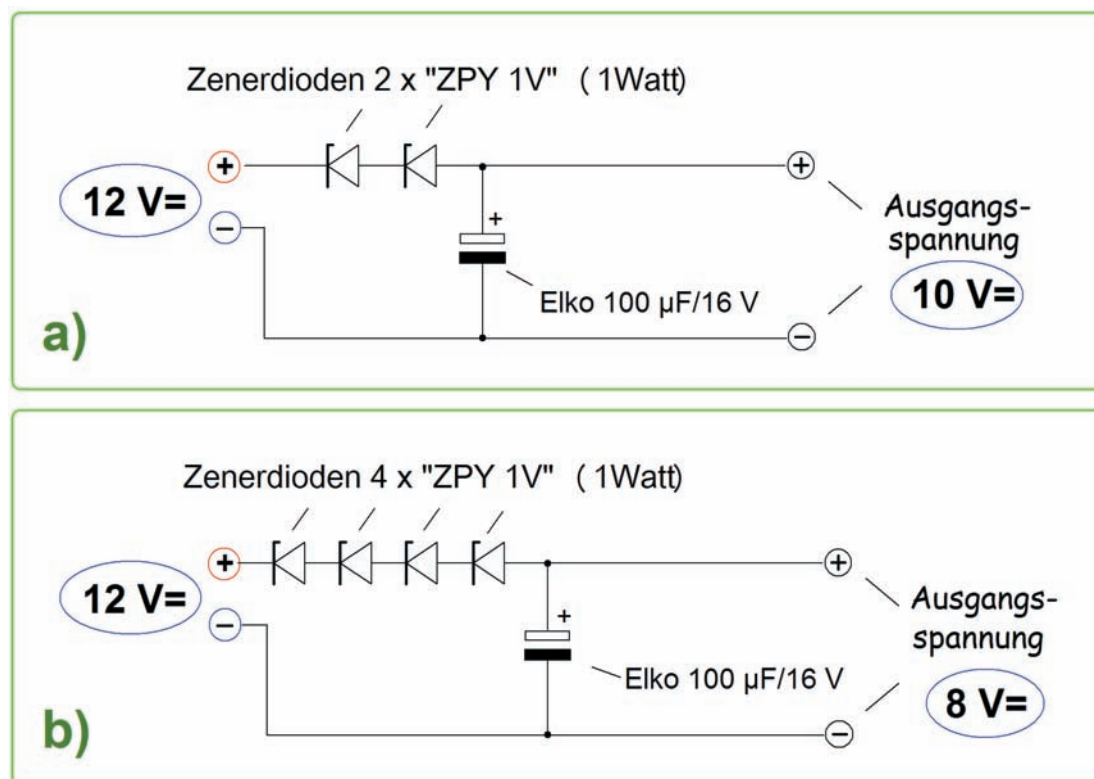 Zenerdioden 2 x "ZPY 1V" ( 1Watt)
12 V=
+
−
+
Elko 100 µF/16 V
+
−
Ausgangs-
spannung
10 V=
a)
Zenerdioden 4 x "ZPY 1V" ( 1Watt)
12 V=
+
−
+
Elko 100 µF/16 V
+
−
Ausgangs-
spannung
8 V=
b)